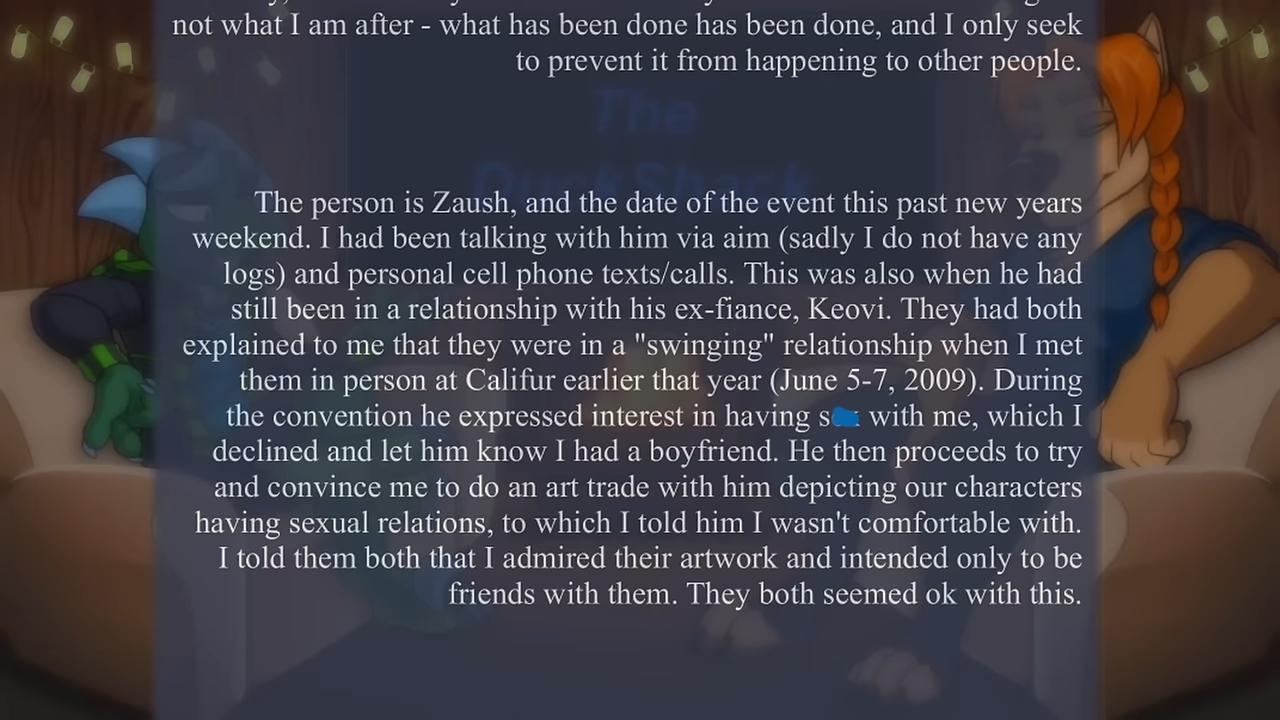 not what I am after - what has been done has been done, and I only seek
to prevent it from happening to other people.
The
DuckShack
The person is Zaush, and the date of the event this past new years
weekend. I had been talking with him via aim (sadly I do not have any
logs) and personal cell phone texts/calls. This was also when he had
still been in a relationship with his ex-fiance, Keovi. They had both
explained to me that they were in a "swinging" relationship when I met
them in person at Califur earlier that year (June 5-7, 2009). During
the convention he expressed interest in having with me, which I
declined and let him know I had a boyfriend. He then proceeds to try
and convince me to do an art trade with him depicting our characters
having sexual relations, to which I told him I wasn't comfortable with.
I told them both that I admired their artwork and intended only to be
friends with them. They both seemed ok with this.